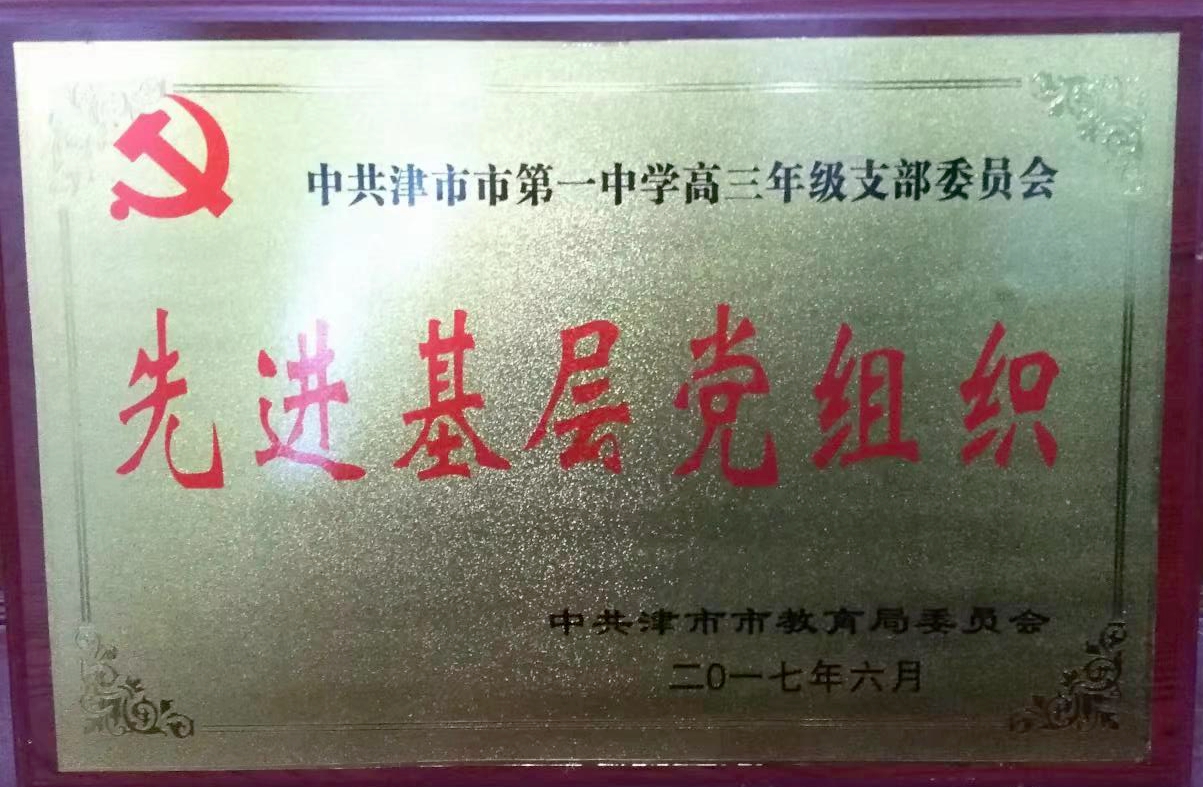 中共津市市第一中学高三年级支部委员会
先进基层党组织
中共津市市教育局委员会
二〇一七年六月